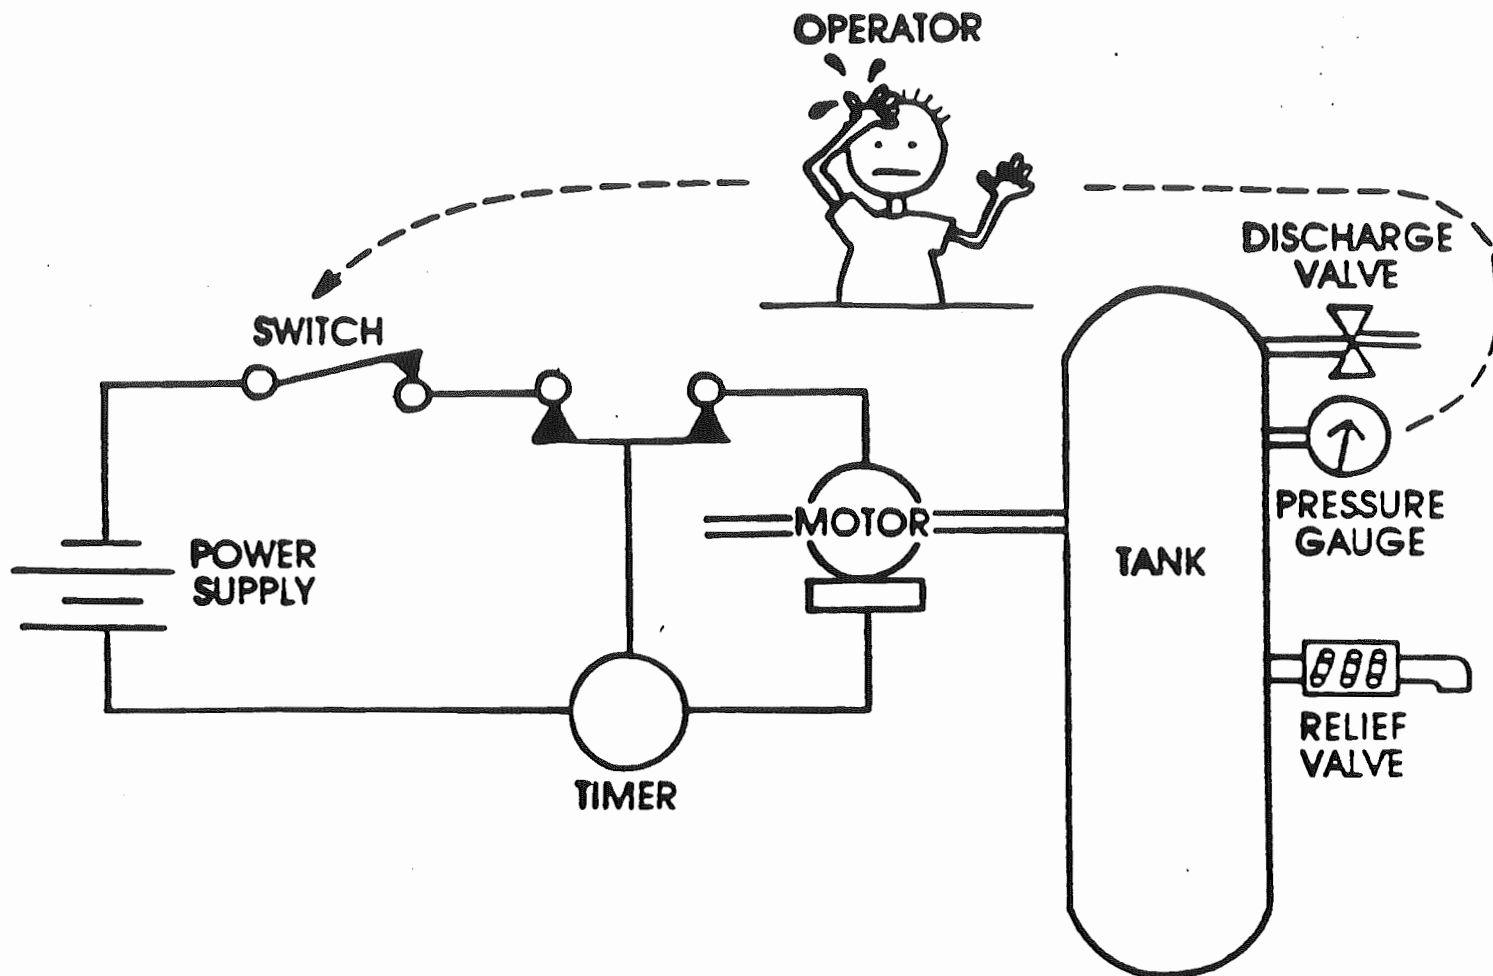 OPERATOR
DISCHARGE
VALVE
SWITCH
POWER
SUPPLY
MOTOR
TANK
PRESSURE
GAUGE
RELIEF
VALVE
TIMER